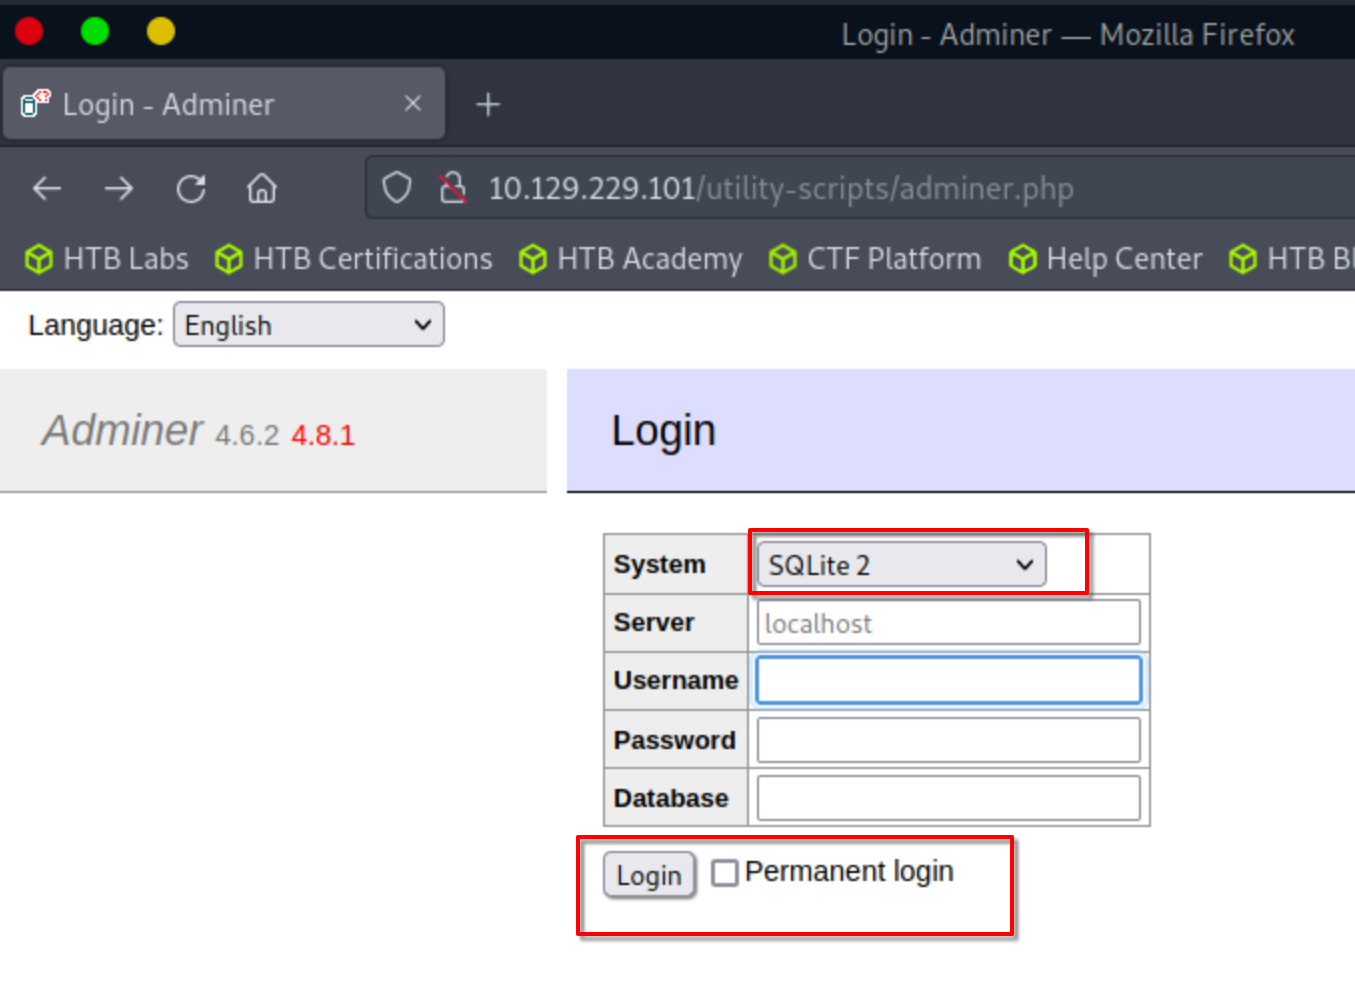 Login - Adminer — Mozilla Firefox
Login - Adminer
10.129.229.101/utility-scripts/adminer.php
HTB Labs HTB Certifications HTB Academy CTF Platform Help Center HTB
Language: English
Adminer 4.6.2 4.8.1
Login
System SQLite 2
Server localhost
Username
Password
Database
Login Permanent login